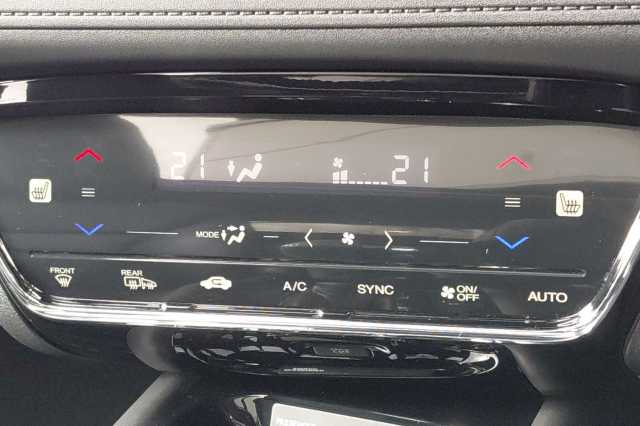 21 21
MODE
FRONT REAR A/C SYNC ON/OFF AUTO